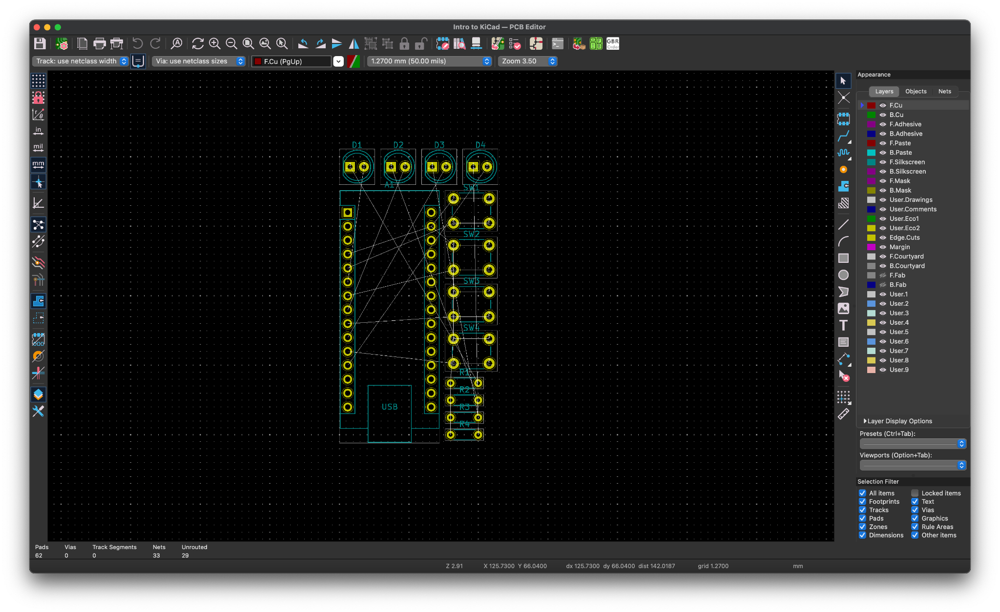 Intro to KiCad — PCB Editor
GBR
Order
Track: use netclass width
Via: use netclass sizes
F.Cu (PgUp)
1.2700 mm (50.00 mils)
Zoom 3.50
in
mil
mm
D1
D2
D3
D4
A1
SW1
SW2
SW3
SW4
R1
R2
R3
R4
USB
Appearance
Layers
Objects
Nets
F.Cu
B.Cu
F.Adhesive
B.Adhesive
F.Paste
B.Paste
F.Silkscreen
B.Silkscreen
F.Mask
B.Mask
User.Drawings
User.Comments
User.Eco1
User.Eco2
Edge.Cuts
Margin
F.Courtyard
B.Courtyard
F.Fab
B.Fab
User.1
User.2
User.3
User.4
User.5
User.6
User.7
User.8
User.9
Layer Display Options
Presets (Ctrl+Tab):
Viewports (Option+Tab):
Selection Filter
All items
Locked items
Footprints
Text
Tracks
Vias
Pads
Graphics
Zones
Rule Areas
Dimensions
Other items
Pads
Vias
Track Segments
Nets
Unrouted
62
0
0
33
29
Z 2.91
X 125.7300 Y 66.0400
dx 125.7300 dy 66.0400 dist 142.0187
grid 1.2700
mm